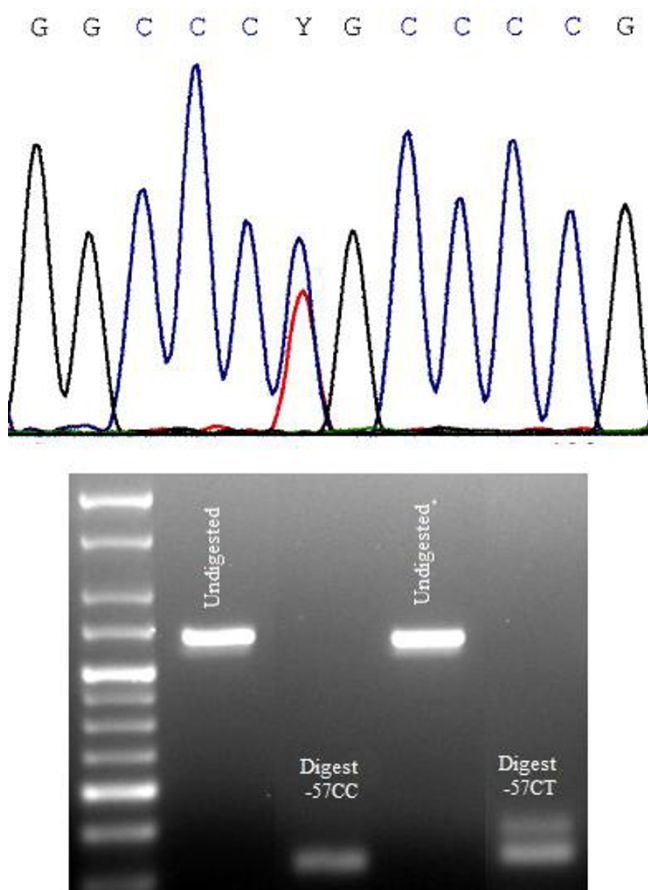 G G C C C Y G C C C C G
Undigested
Digest
-57CC
Undigested
Digest
-57CT